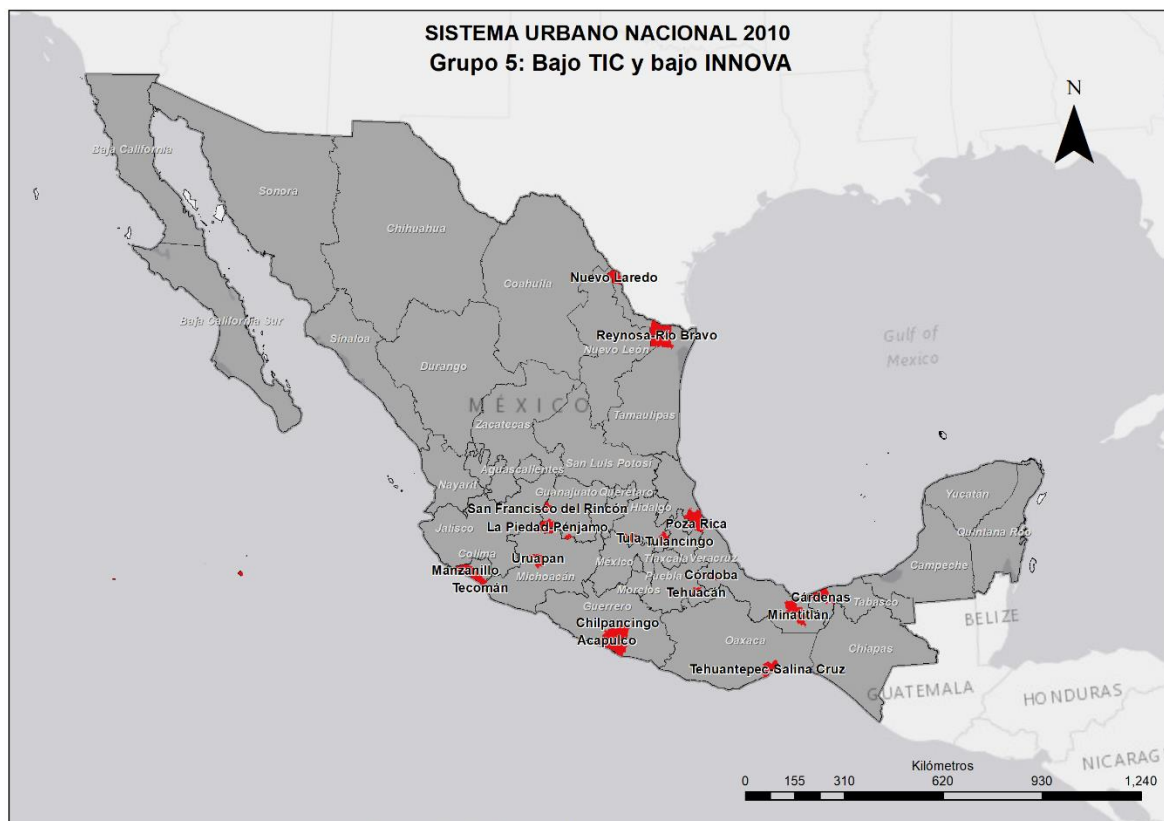 SISTEMA URBANO NACIONAL 2010
Grupo 5: Bajo TIC y bajo INNOVA
N
Baja California
Sonora
Chihuahua
Coahuila
Nuevo Laredo
Baja California Sur
Sinaloa
Reynosa-Río Bravo
Nuevo León
Gulf of
Mexico
Durango
MÉXICO
Tamaulipas
Zacatecas
San Luis Potosí
Aguascalientes
Nayarit
Guanajuato
Querétaro
San Francisco del Rincón
Hidalgo
Yucatán
Jalisco
La Piedad-Pénjamo
Poza Rica
Quintana Roo
Tula
Tulancingo
Colima
Uruapan
Mexico
Tlaxcala
Veracruz
Campeche
Manzanillo
Michoacán
Puebla
Córdoba
Tecomán
Morelos
Tehuacán
Cárdenas
Tabasco
Guerrero
Minatitlán
BELIZE
Chilpancingo
Acapulco
Oaxaca
Chiapas
Tehuantepec-Salina Cruz
GUATEMALA
HONDURAS
NICARAG
Kilómetros
0 155 310 620 930 1,240